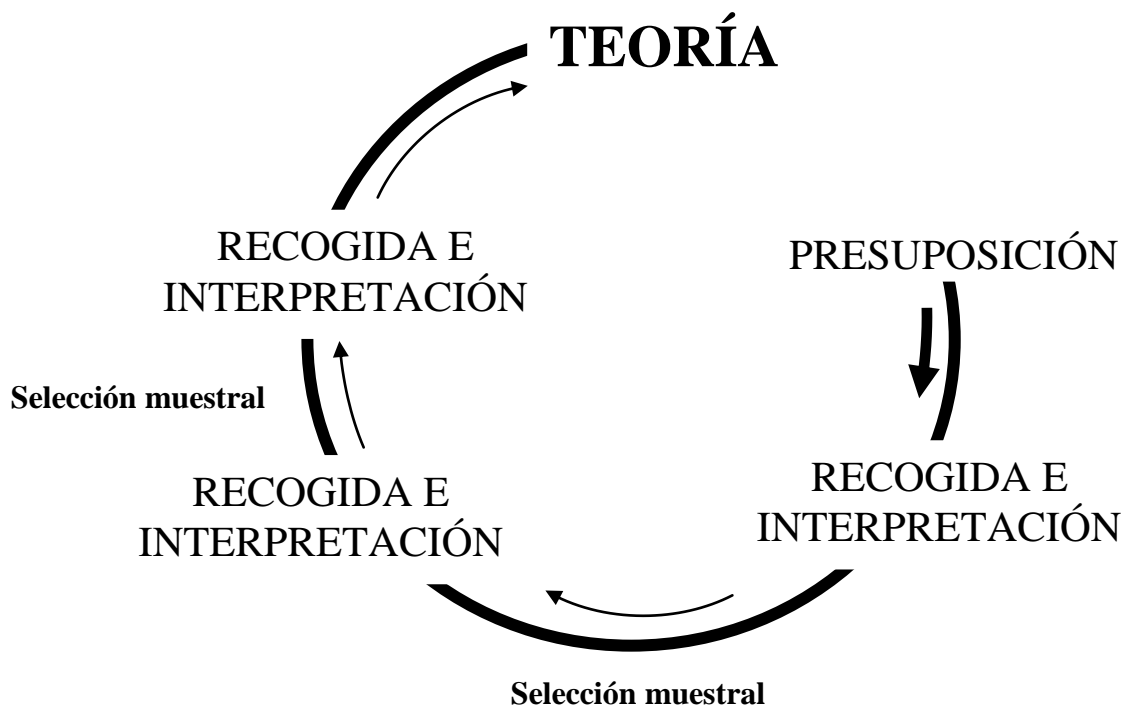 TEORÍA
RECOGIDA E
INTERPRETACIÓN
PRESUPOSICIÓN
Selección muestral
RECOGIDA E
INTERPRETACIÓN
RECOGIDA E
INTERPRETACIÓN
Selección muestral